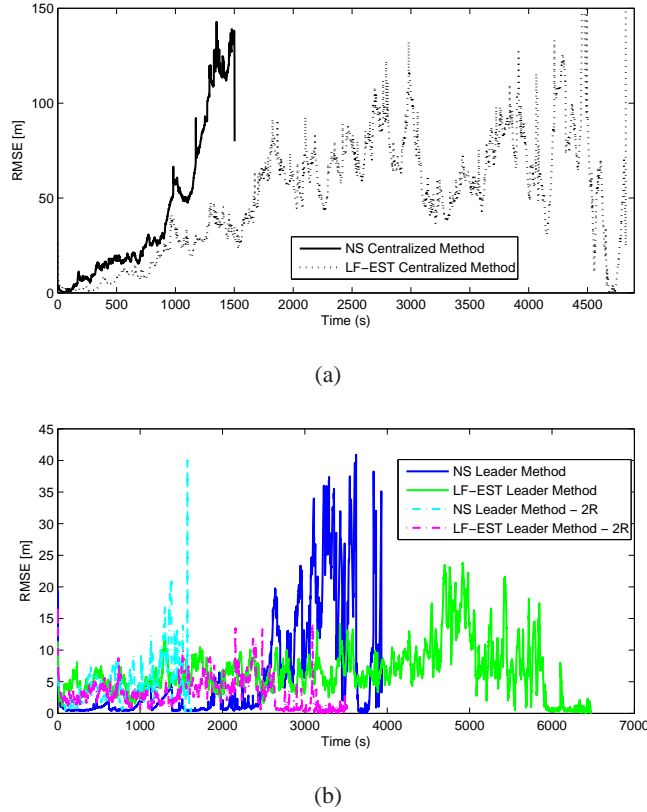 150
100
50
0
RMSE [m]
0 500 1000 1500 2000 2500 3000 3500 4000 4500
Time (s)
NS Centralized Method
LF−EST Centralized Method
(a)
45
40
35
30
25
20
15
10
5
0
RMSE [m]
0 1000 2000 3000 4000 5000 6000 7000
Time (s)
NS Leader Method
LF−EST Leader Method
NS Leader Method − 2R
LF−EST Leader Method − 2R
(b)